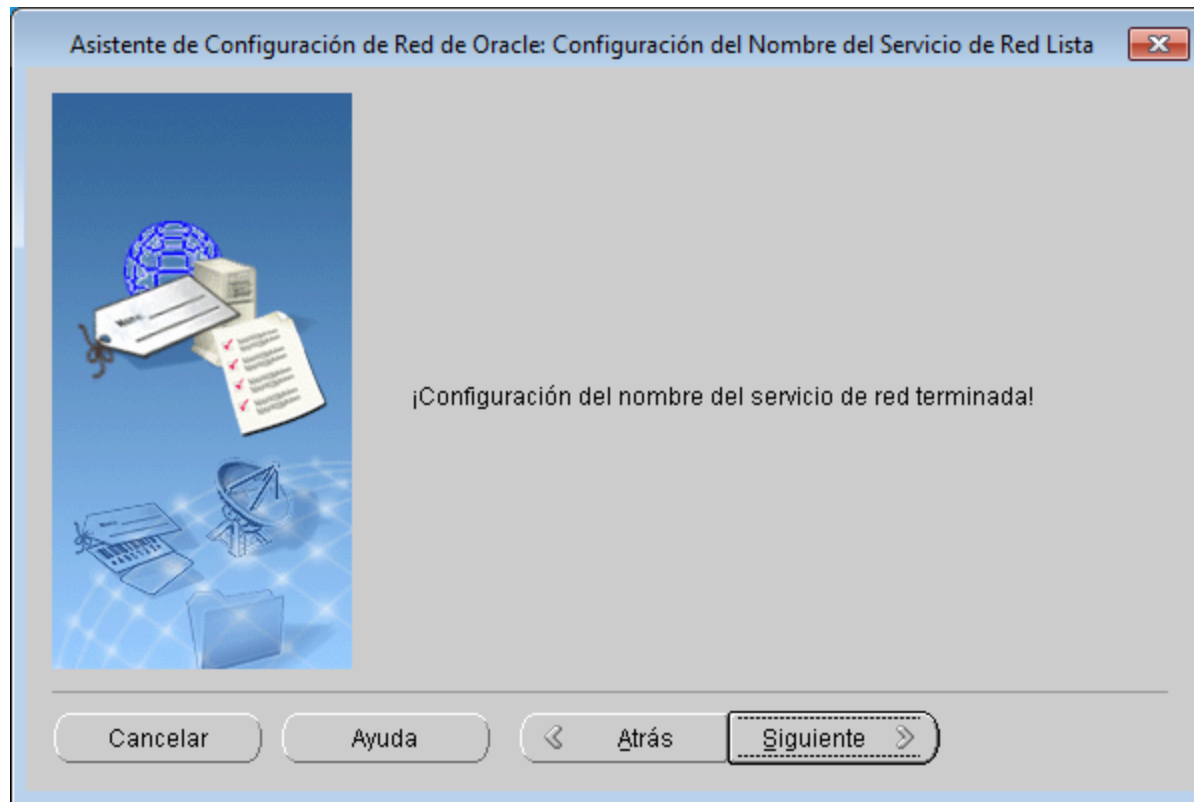 Asistente de Configuración de Red de Oracle: Configuración del Nombre del Servicio de Red Lista
¡Configuración del nombre del servicio de red terminada!
Cancelar
Ayuda
Atrás
Siguiente